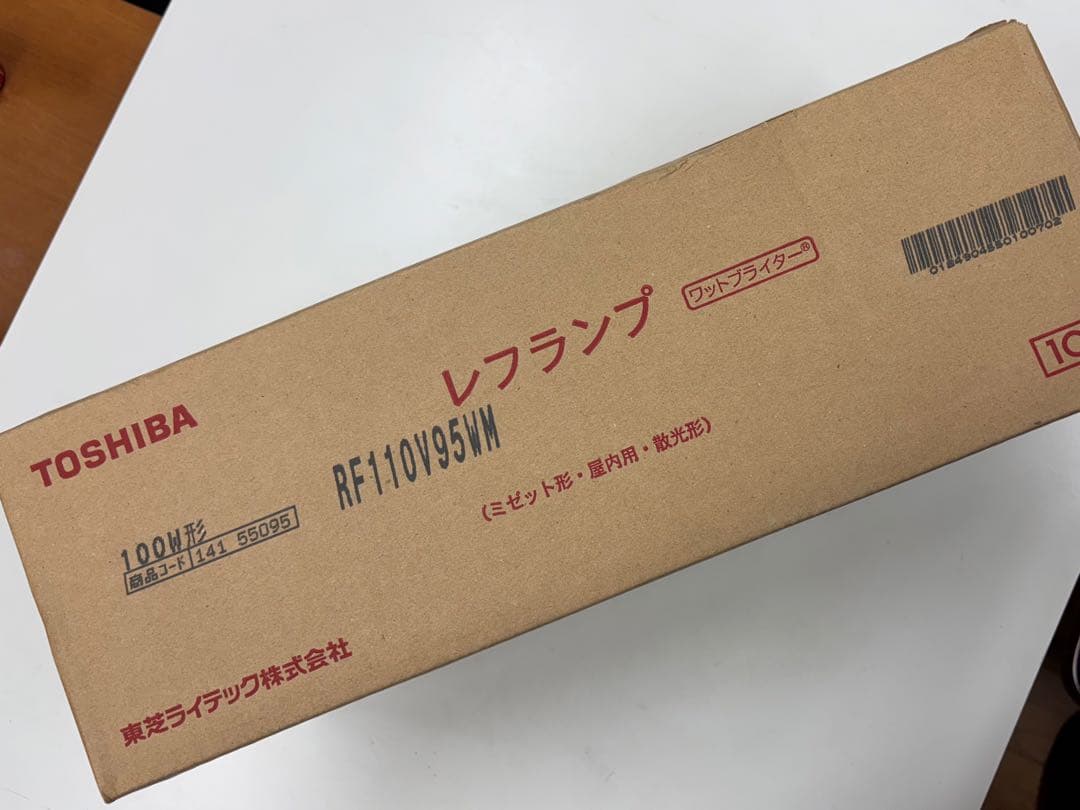 TOSHIBA
レフランプ
ワットブライター®
RF110V95WM
(ミゼット形・屋内用・散光形)
100W形
商品コード 141 55095
東芝ライテック株式会社
10